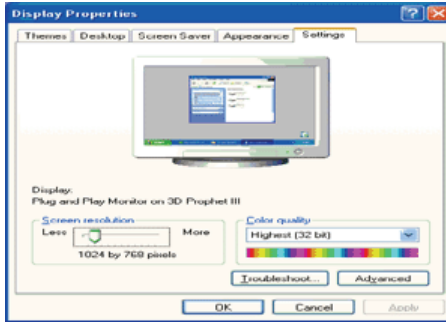 Display Properties
Themes Desktop Screen Saver Appearance Settings
Display:
Plug and Play Monitor on 3D Prophet III
Screen resolution
Less More
1024 by 768 pixels
Color quality
Highest (32 bit)
Troubleshoot... Advanced
OK Cancel Apply